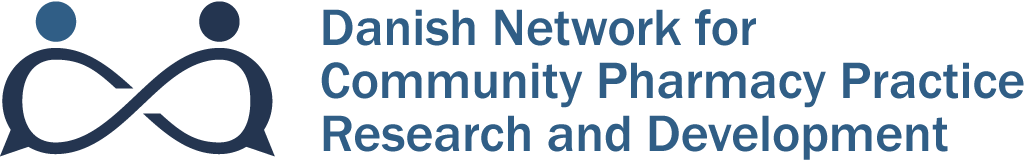 Danish Network for
Community Pharmacy Practice
Research and Development